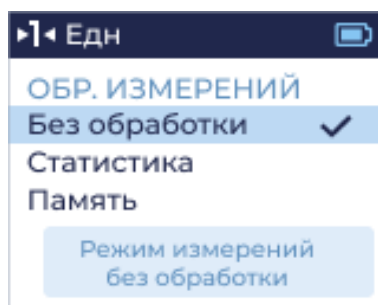 Едн
ОБР. ИЗМЕРЕНИЙ
Без обработки
Статистика
Память
Режим измерений
без обработки